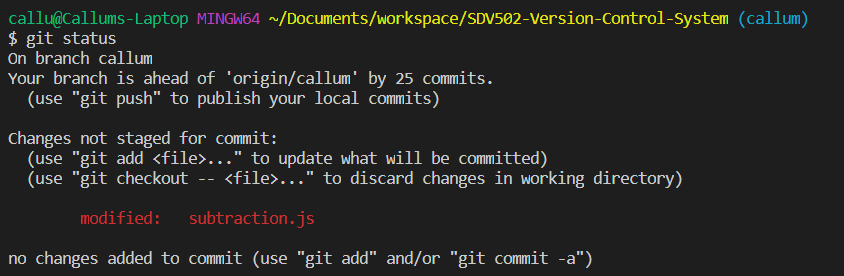 callu@Callums-Laptop MINGW64 ~/Documents/workspace/SDV502-Version-Control-System (callum)
$ git status
On branch callum
Your branch is ahead of 'origin/callum' by 25 commits.
  (use "git push" to publish your local commits)

Changes not staged for commit:
  (use "git add <file>..." to update what will be committed)
  (use "git checkout -- <file>..." to discard changes in working directory)

        modified:   subtraction.js

no changes added to commit (use "git add" and/or "git commit -a")